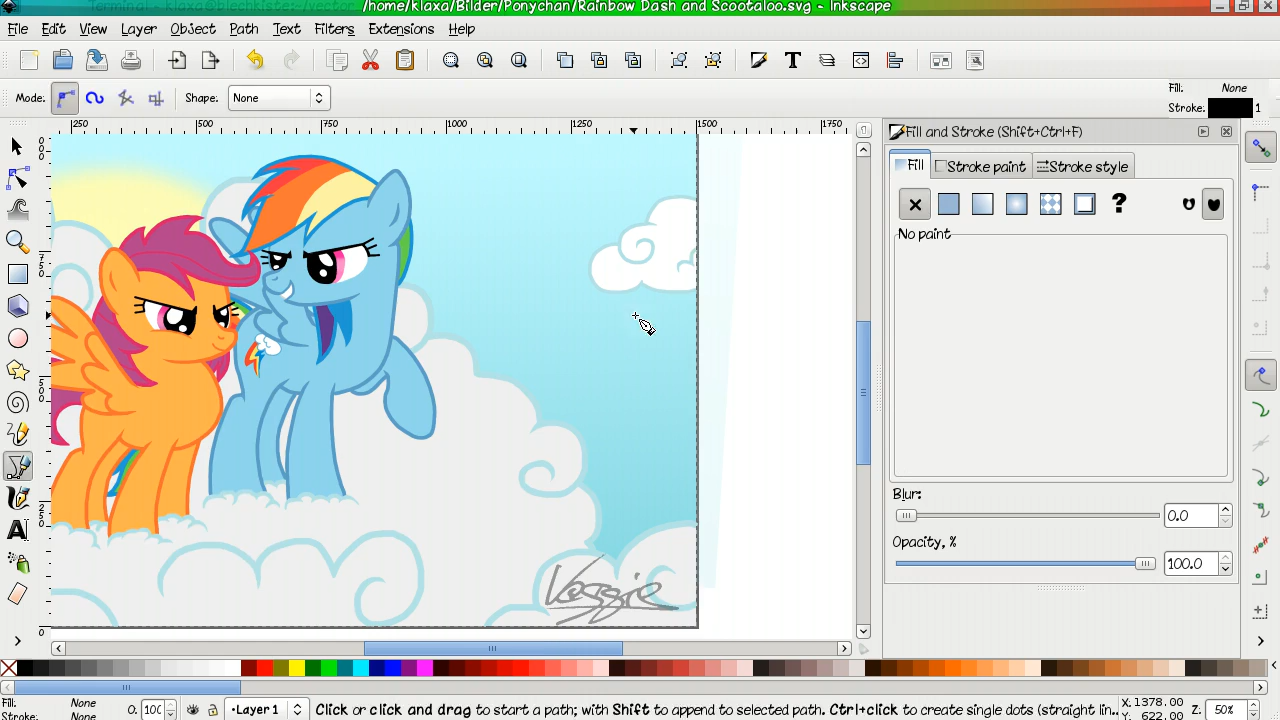 /home/klaxa/Bilder/Ponychan/Rainbow Dash and Scootaloo.svg - Inkscape
File Edit View Layer Object Path Text Filters Extensions Help
Mode: Shape: None
Fill: None
Stroke: 1
250 500 750 1000 1250 1500 1750
Fill and Stroke (Shift+Ctrl+F)
Fill Stroke paint Stroke style
?
No paint
Blur:
0.0
Opacity, %
100.0
Veggie
A
Fill: None
Stroke: None
O: 100
•Layer 1
Click or click and drag to start a path; with Shift to append to selected path. Ctrl+click to create single dots (straight lin...
X: 1378.00
Y: 622.00
Z: 50%